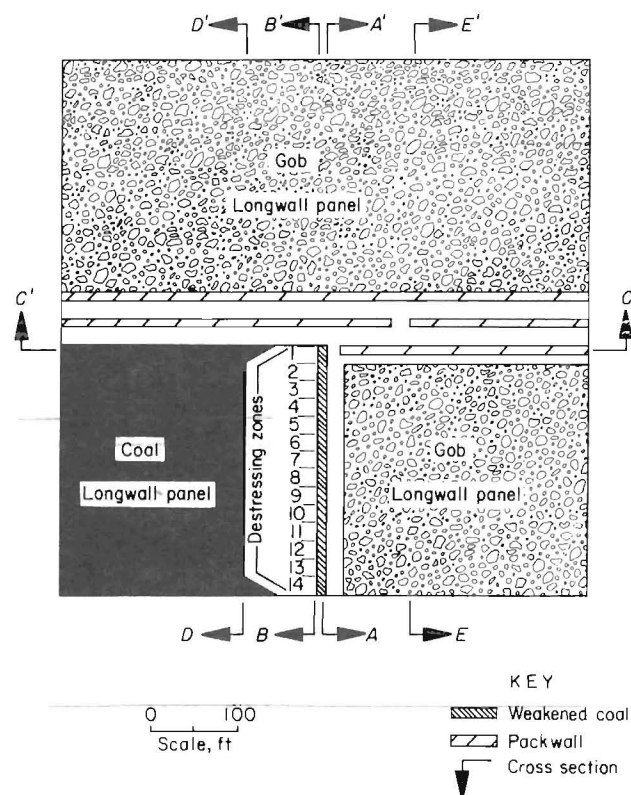 D'
B'
A'
E'
Gob
Longwall panel
C'
C
Coal
Longwall panel
Destressing zones
1
2
3
4
5
6
7
8
9
10
11
12
13
14
Gob
Longwall panel
D
B
A
E
0 100
Scale, ft
KEY
Weakened coal
Packwall
Cross section